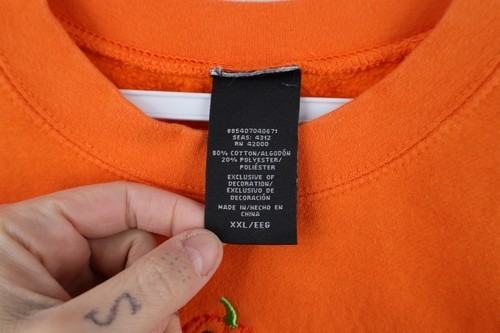 885407040671
SEAS: 4312
RN 42000
80% COTTON/ALGODÓN
20% POLYESTER/
POLIÉSTER
EXCLUSIVE OF
DECORATION/
EXCLUSIVO DE
DECORACIÓN
MADE IN/HECHO EN
CHINA
XXL/EEG
S